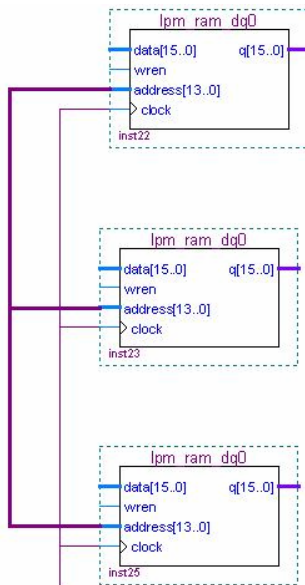 lpm_ram_dq0
data[15..0] q[15..0]
wren
address[13..0]
clock
inst22
lpm_ram_dq0
data[15..0] q[15..0]
wren
address[13..0]
clock
inst23
lpm_ram_dq0
data[15..0] q[15..0]
wren
address[13..0]
clock
inst25